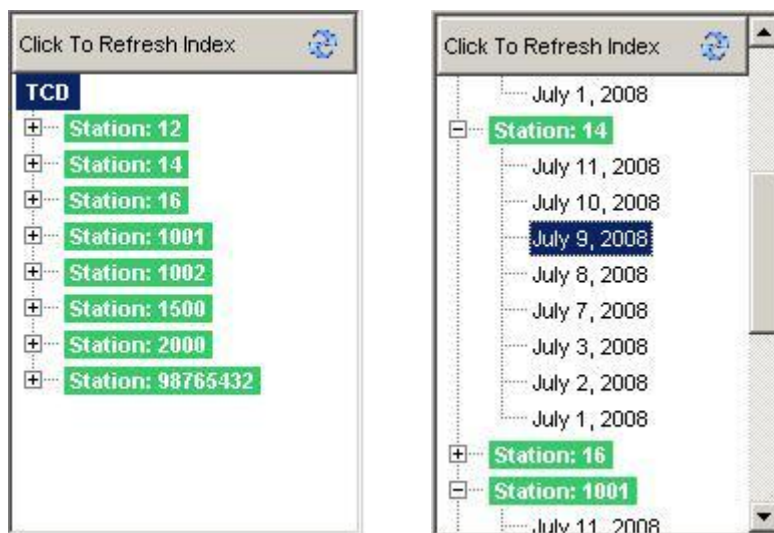 Click To Refresh Index
TCD
Station: 12
Station: 14
Station: 16
Station: 1001
Station: 1002
Station: 1500
Station: 2000
Station: 98765432
Click To Refresh Index
July 1, 2008
Station: 14
July 11, 2008
July 10, 2008
July 9, 2008
July 8, 2008
July 7, 2008
July 3, 2008
July 2, 2008
July 1, 2008
Station: 16
Station: 1001
July 11, 2008